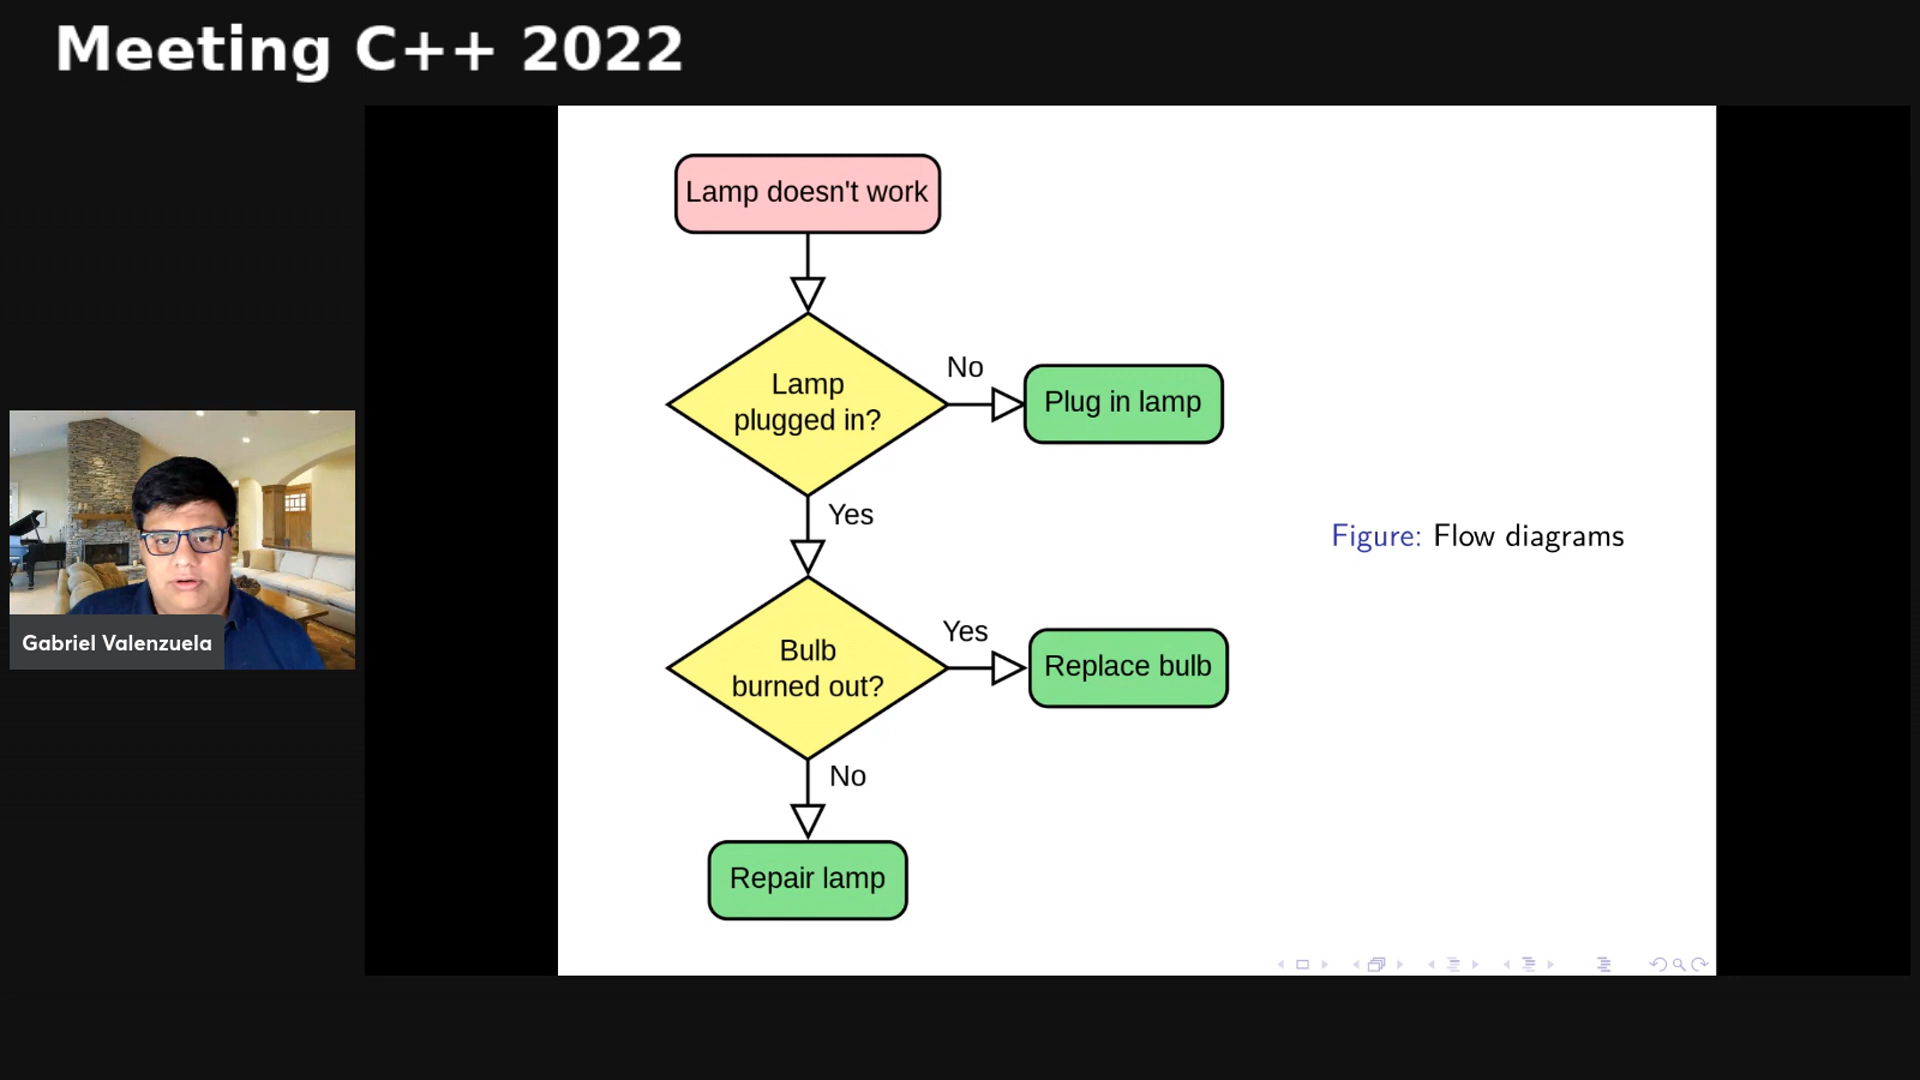 Meeting C++ 2022
Lamp doesn't work
Lamp
plugged in?
No
Plug in lamp
Yes
Figure: Flow diagrams
Bulb
burned out?
Yes
Replace bulb
No
Repair lamp
Gabriel Valenzuela